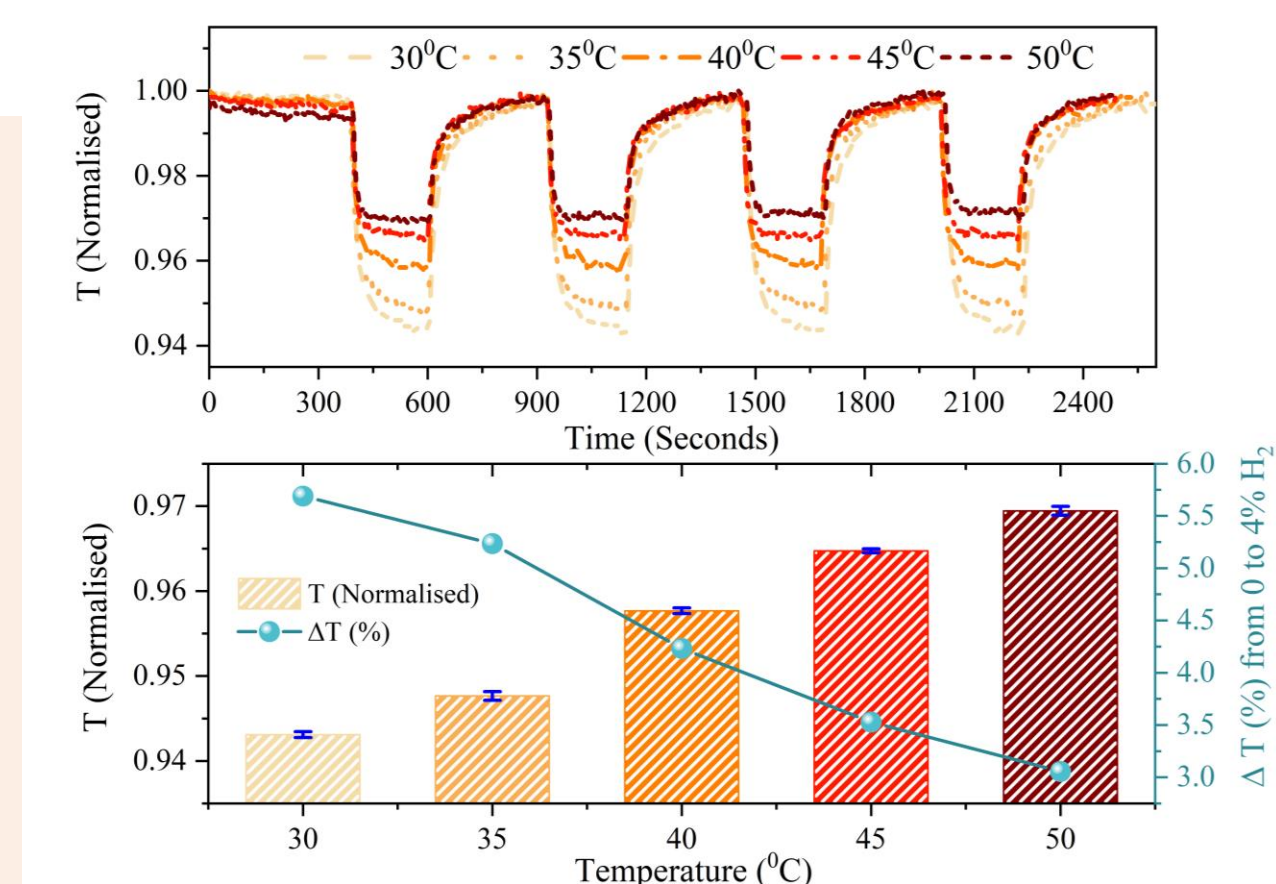 30⁰C 35⁰C 40⁰C 45⁰C 50⁰C
T (Normalised)
1.00
0.98
0.96
0.94
0 300 600 900 1200 1500 1800 2100 2400
Time (Seconds)
T (Normalised)
0.97
0.96
0.95
0.94
T (Normalised)
ΔT (%)
6.0
5.5
5.0
4.5
4.0
3.5
3.0
Δ T (%) from 0 to 4% H₂
30 35 40 45 50
Temperature (⁰C)